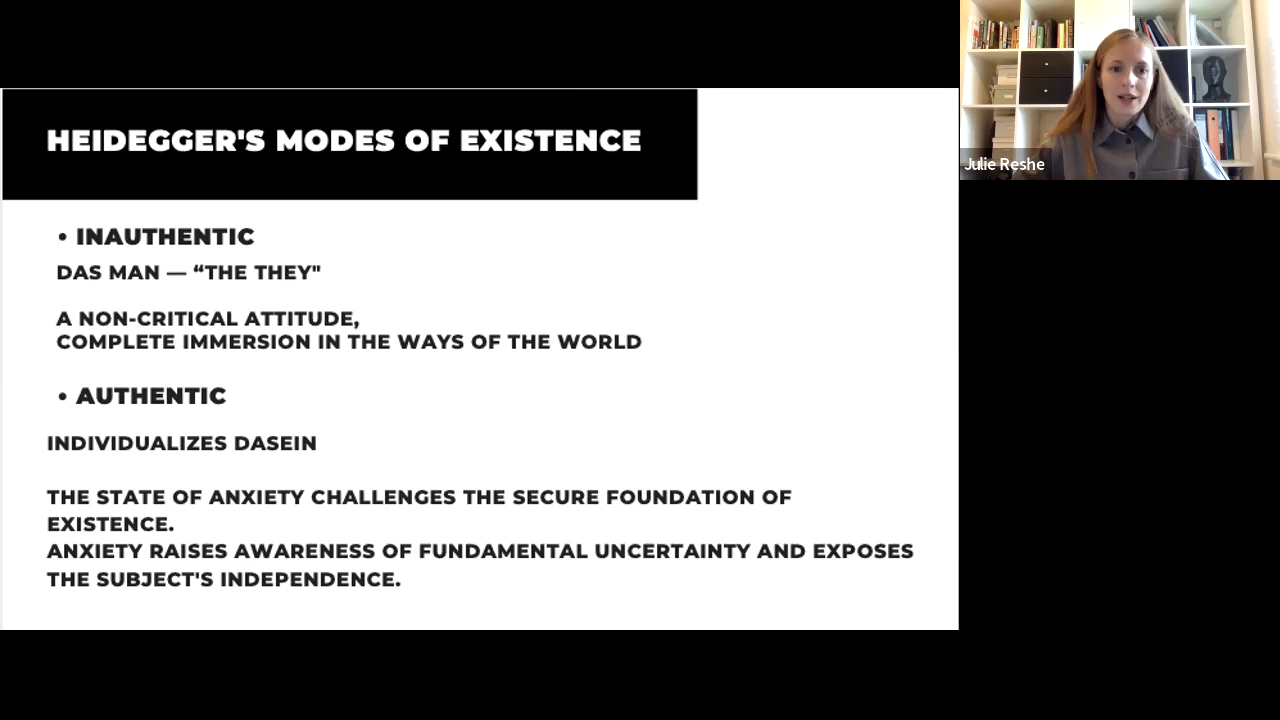 HEIDEGGER'S MODES OF EXISTENCE
• INAUTHENTIC
DAS MAN — “THE THEY"
A NON-CRITICAL ATTITUDE,
COMPLETE IMMERSION IN THE WAYS OF THE WORLD
• AUTHENTIC
INDIVIDUALIZES DASEIN
THE STATE OF ANXIETY CHALLENGES THE SECURE FOUNDATION OF
EXISTENCE.
ANXIETY RAISES AWARENESS OF FUNDAMENTAL UNCERTAINTY AND EXPOSES
THE SUBJECT'S INDEPENDENCE.
Julie Reshe